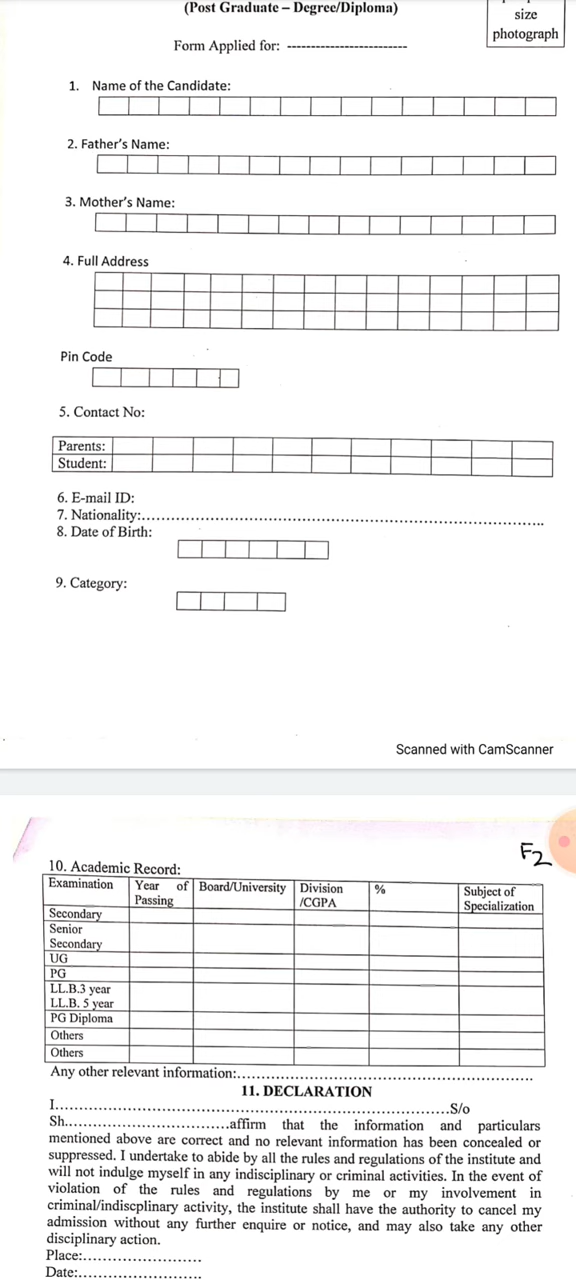 (Post Graduate – Degree/Diploma)
size
photograph
Form Applied for: ------------------------
1. Name of the Candidate:
2. Father's Name:
3. Mother's Name:
4. Full Address
Pin Code
5. Contact No:
Parents:
Student:
6. E-mail ID:
7. Nationality:......................................................................
8. Date of Birth:
9. Category:
Scanned with CamScanner
F2
10. Academic Record:
Examination Year of Passing Board/University Division /CGPA % Subject of Specialization
Secondary
Senior
Secondary
UG
PG
LL.B.3 year
LL.B. 5 year
PG Diploma
Others
Others
Any other relevant information:..................................................
11. DECLARATION
I..............................................................................S/o
Sh................................affirm that the information and particulars
mentioned above are correct and no relevant information has been concealed or
suppressed. I undertake to abide by all the rules and regulations of the institute and
will not indulge myself in any indisciplinary or criminal activities. In the event of
violation of the rules and regulations by me or my involvement in
criminal/indiscplinary activity, the institute shall have the authority to cancel my
admission without any further enquire or notice, and may also take any other
disciplinary action.
Place:........................
Date:.........................